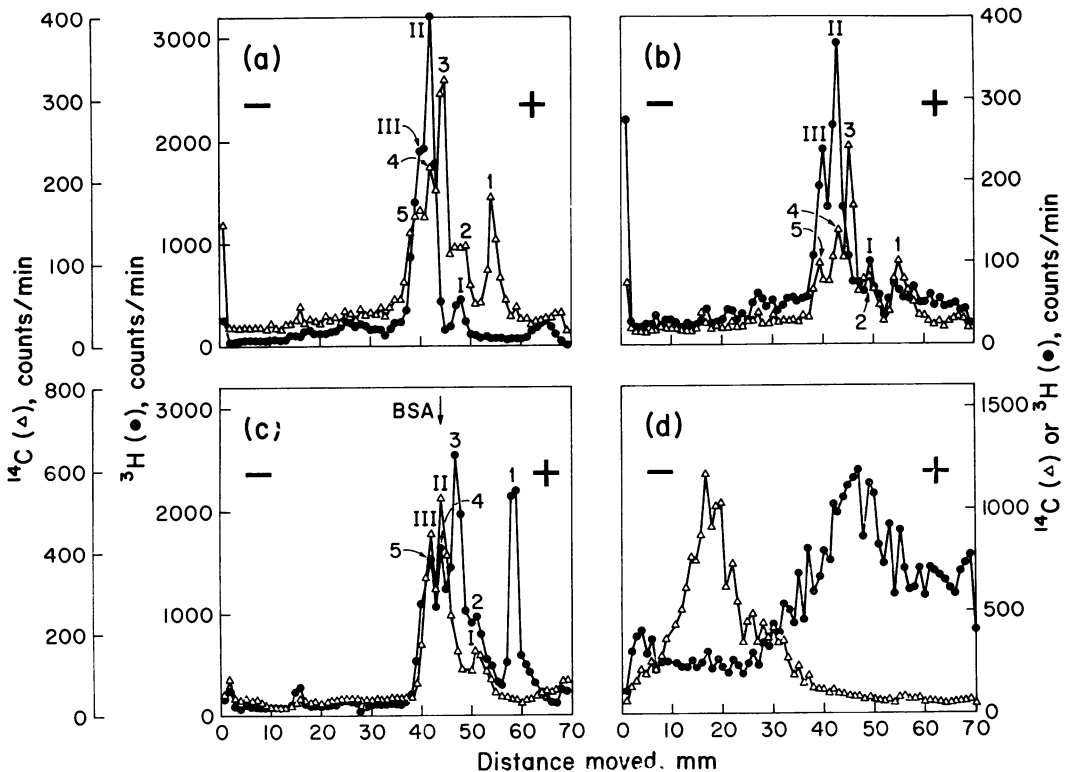 ¹⁴C (△), counts/min
³H (●), counts/min
400
300
200
100
0
3000
2000
1000
0
(a)
−
+
II
3
III
4
5
2
I
1
(b)
−
+
II
III
3
4
5
I
1
2
400
300
200
100
0
800
600
400
200
0
3000
2000
1000
0
(c)
−
+
BSA
3
II
4
III
5
2
I
1
0 10 20 30 40 50 60 70
(d)
−
+
1500
1000
500
0
0 10 20 30 40 50 60 70
¹⁴C (△) or ³H (●), counts/min
Distance moved, mm